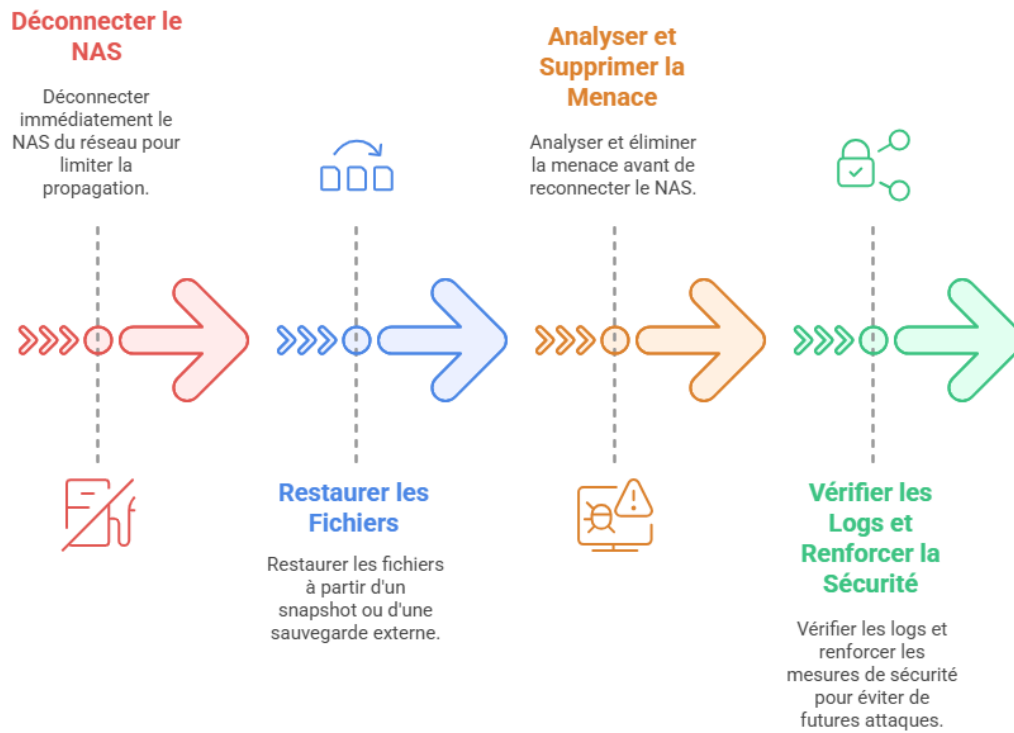 Déconnecter le
NAS
Déconnecter
immédiatement le
NAS du réseau pour
limiter la
propagation.
Restaurer les
Fichiers
Restaurer les fichiers
à partir d'un
snapshot ou d'une
sauvegarde externe.
Analyser et
Supprimer la
Menace
Analyser et éliminer
la menace avant de
reconnecter le NAS.
Vérifier les
Logs et
Renforcer la
Sécurité
Vérifier les logs et
renforcer les
mesures de sécurité
pour éviter de
futures attaques.